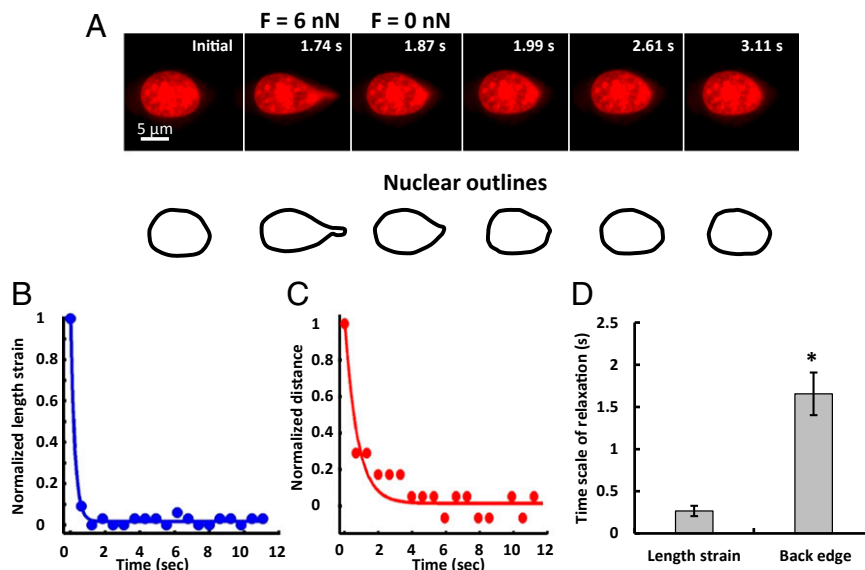 A
F = 6 nN F = 0 nN
Initial 1.74 s 1.87 s 1.99 s 2.61 s 3.11 s
5 µm
Nuclear outlines
B
Normalized length strain
1
0.8
0.6
0.4
0.2
0
0 2 4 6 8 10 12
Time (sec)
C
Normalized distance
1
0.8
0.6
0.4
0.2
0
0 2 4 6 8 10 12
Time (sec)
D
Time scale of relaxation (s)
2.5
2
1.5
1
0.5
0
*
Length strain Back edge